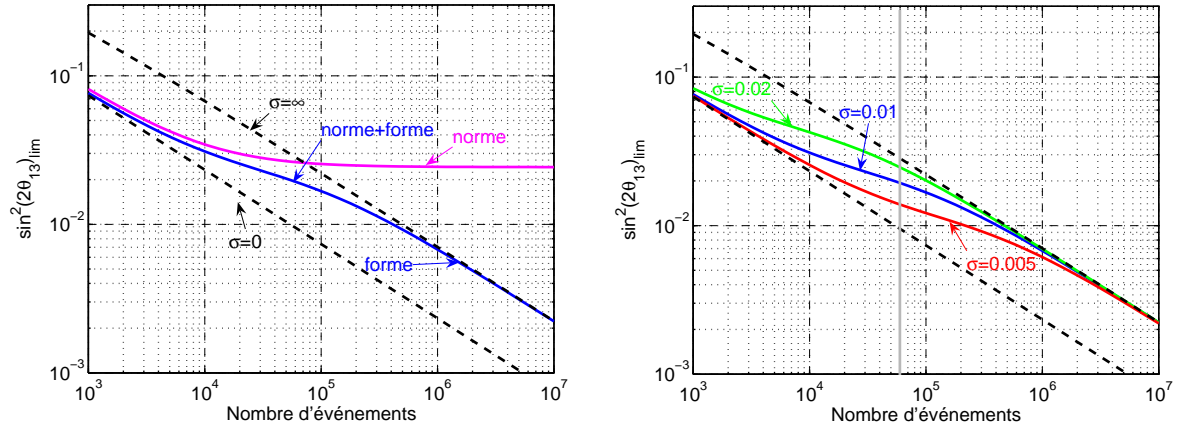 10^-1
10^-2
10^-3
sin²(2θ₁₃)lim
σ=∞
norme+forme
norme
σ=0
forme
10^3 10^4 10^5 10^6 10^7
Nombre d'événements
10^-1
10^-2
10^-3
sin²(2θ₁₃)lim
σ=0.02
σ=0.01
σ=0.005
10^3 10^4 10^5 10^6 10^7
Nombre d'événements